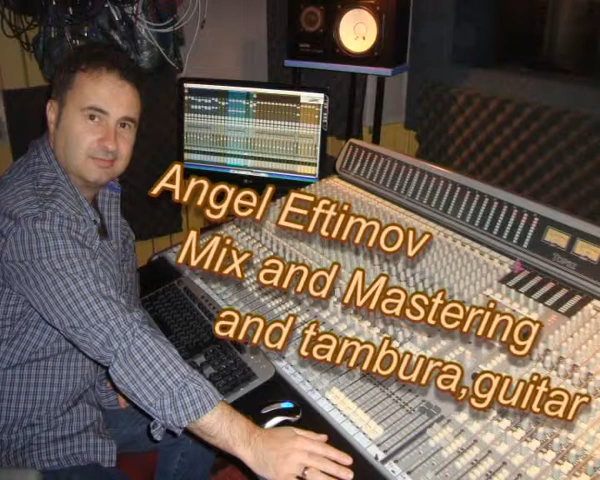 Angel Eftimov
Mix and Mastering
and tambura,guitar